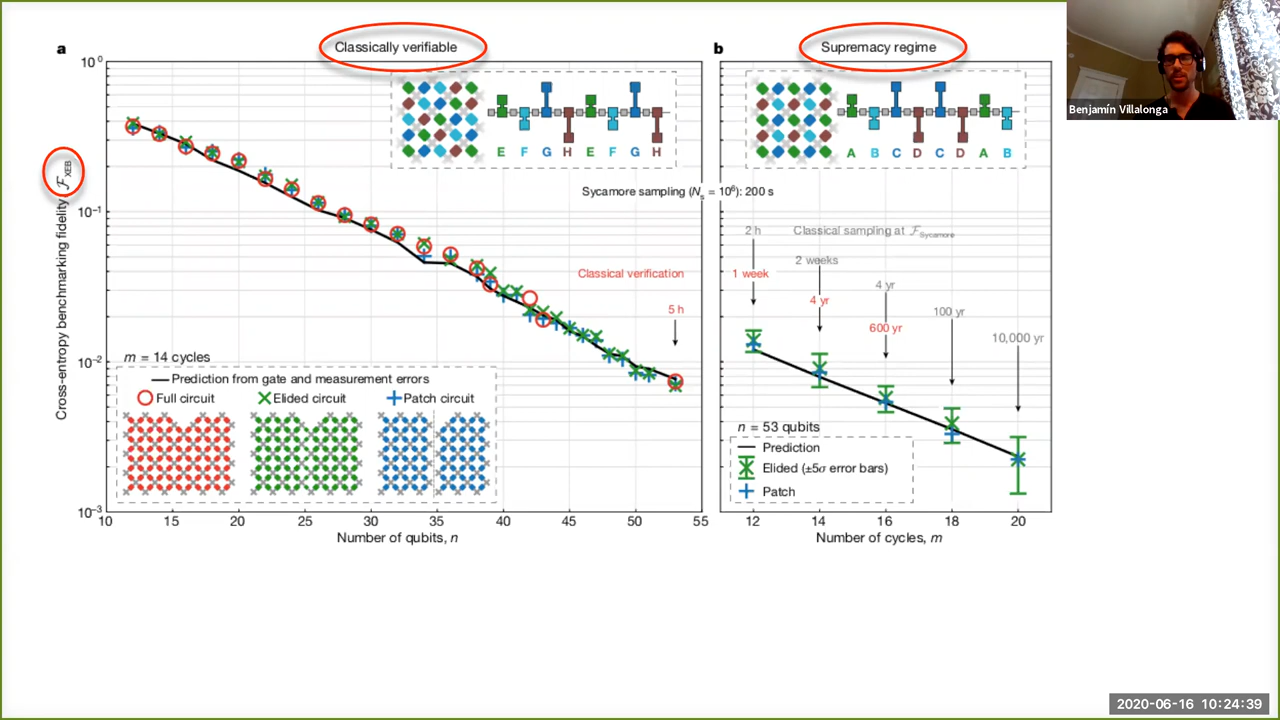 a
Classically verifiable
b
Supremacy regime
Benjamín Villalonga
Cross-entropy benchmarking fidelity ℱ_XEB
10⁰
10⁻¹
10⁻²
10⁻³
E F G H E F G H
A B C D C D A B
Sycamore sampling (Nₛ = 10⁶): 200 s
2 h
Classical sampling at ℱ_Sycamore
2 weeks
1 week
Classical verification
4 yr
4 yr
5 h
600 yr
100 yr
10,000 yr
m = 14 cycles
Prediction from gate and measurement errors
Full circuit
Elided circuit
Patch circuit
n = 53 qubits
Prediction
Elided (±5σ error bars)
Patch
10 15 20 25 30 35 40 45 50 55
12 14 16 18 20
Number of qubits, n
Number of cycles, m
2020-06-16 10:24:39